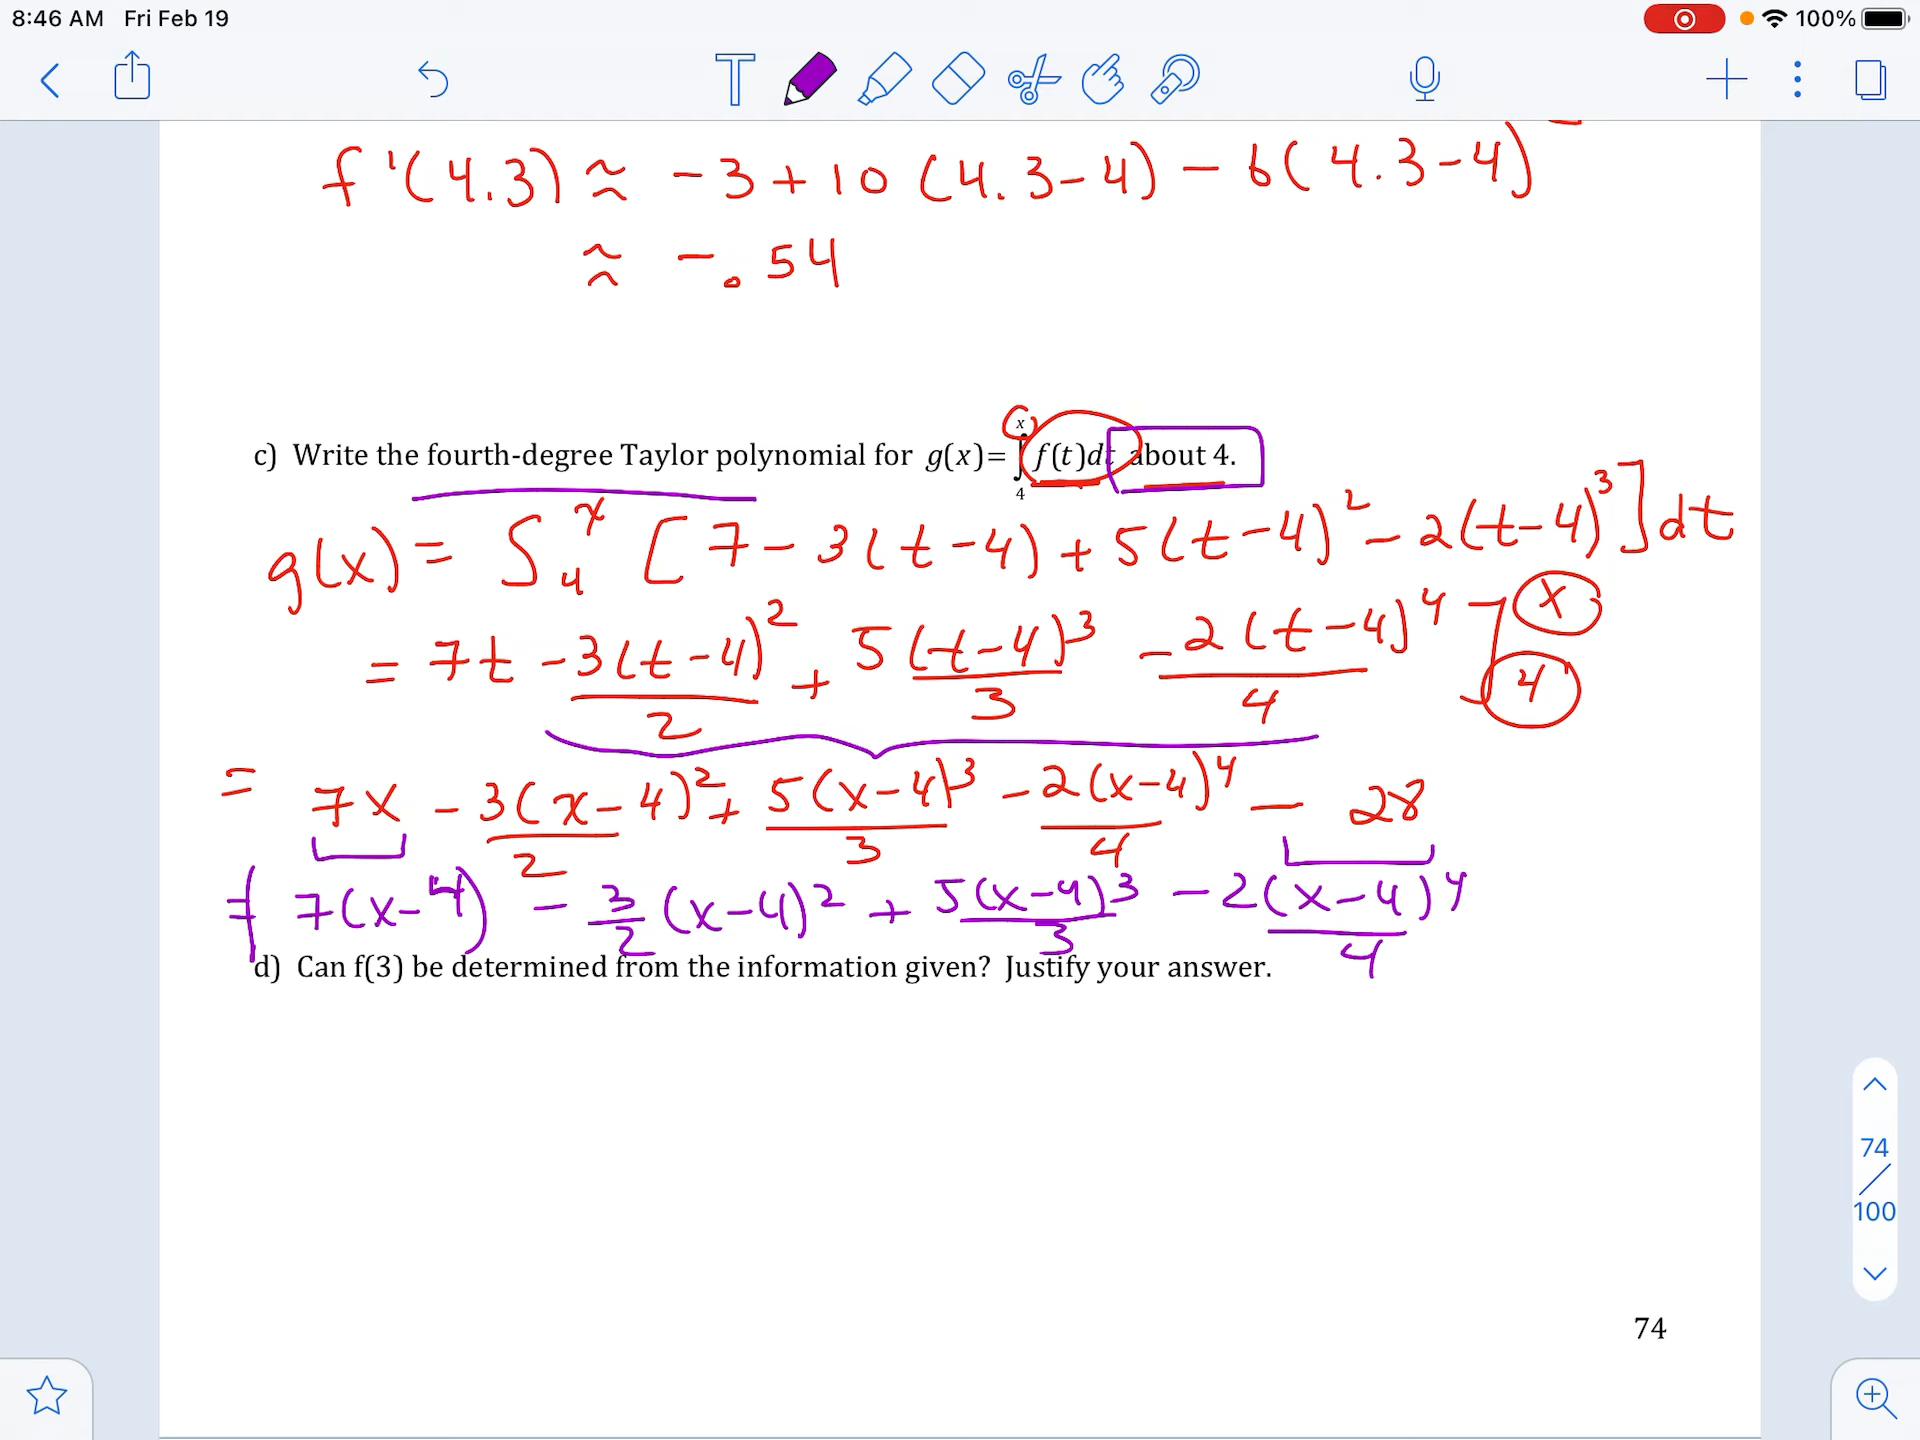 8:46 AM Fri Feb 19 100%
T
f'(4.3) ≈ -3 + 10 (4.3-4) - 6(4.3-4)
≈ -.54
c) Write the fourth-degree Taylor polynomial for g(x)= ∫₄ˣ f(t)dt about 4.
g(x) = ∫₄ˣ [7 - 3(t-4) + 5(t-4)² - 2(t-4)³] dt
= 7t - 3(t-4)²/2 + 5(t-4)³/3 - 2(t-4)⁴/4 ]₄ˣ
= 7x - 3(x-4)²/2 + 5(x-4)³/3 - 2(x-4)⁴/4 - 28
= 7(x-4) - 3/2 (x-4)² + 5(x-4)³/3 - 2(x-4)⁴/4
d) Can f(3) be determined from the information given? Justify your answer.
74
/
100
74